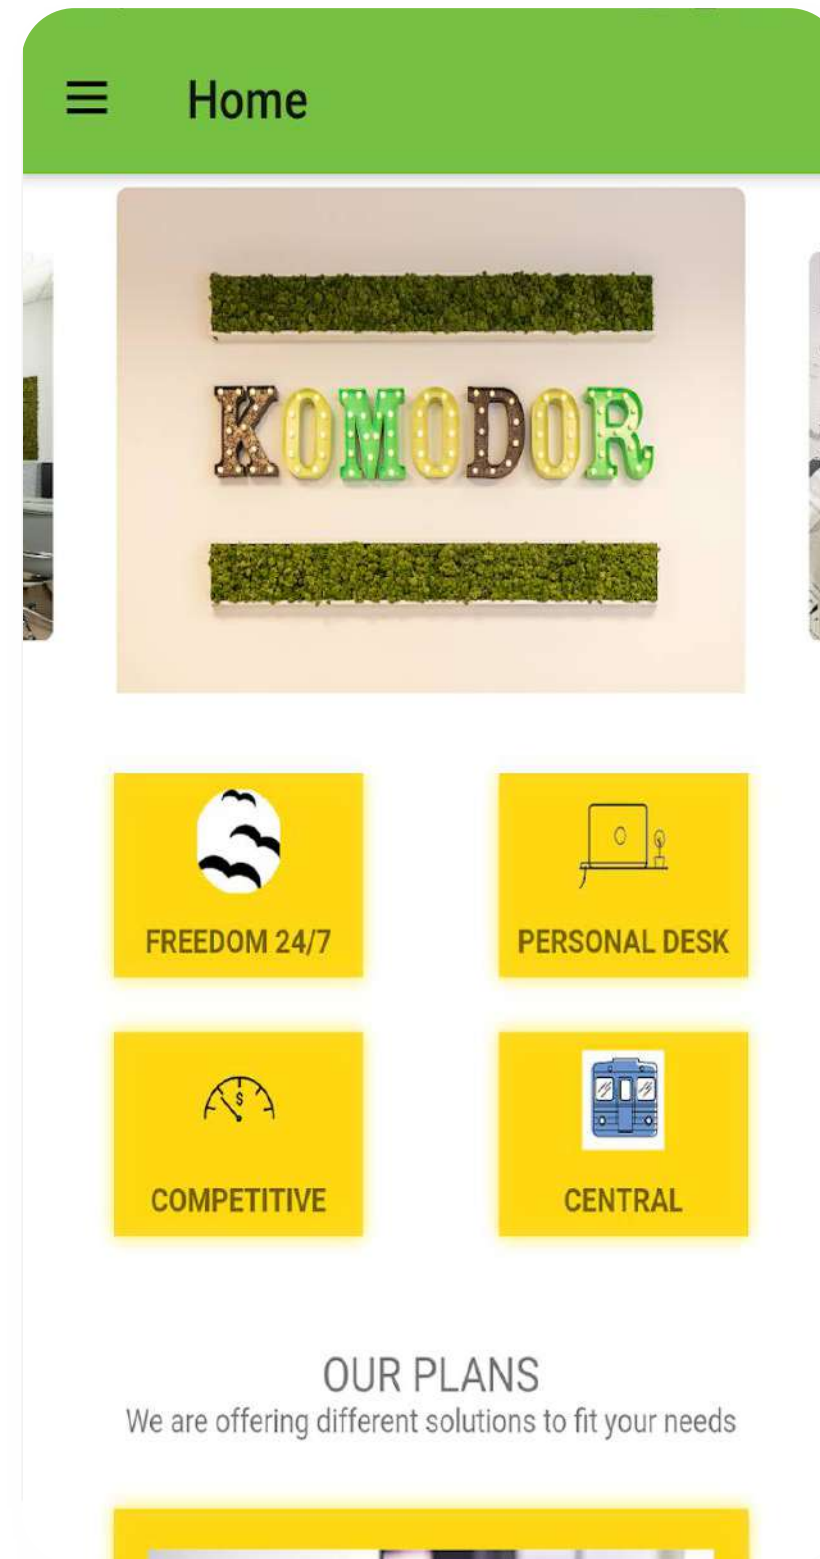 Home
KOMODOR
FREEDOM 24/7
PERSONAL DESK
$
COMPETITIVE
CENTRAL
OUR PLANS
We are offering different solutions to fit your needs